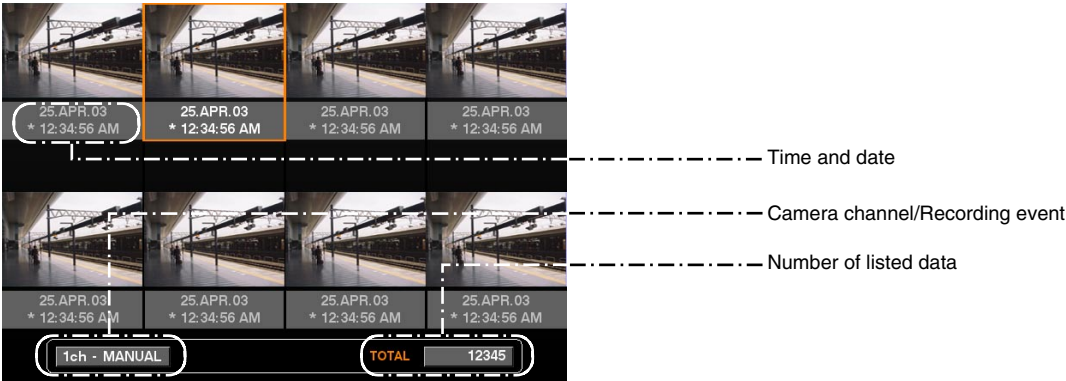 25.APR.03 25.APR.03 25.APR.03 25.APR.03
* 12:34:56 AM * 12:34:56 AM * 12:34:56 AM * 12:34:56 AM
Time and date
Camera channel/Recording event
Number of listed data
25.APR.03 25.APR.03 25.APR.03 25.APR.03
* 12:34:56 AM * 12:34:56 AM * 12:34:56 AM * 12:34:56 AM
1ch - MANUAL TOTAL 12345